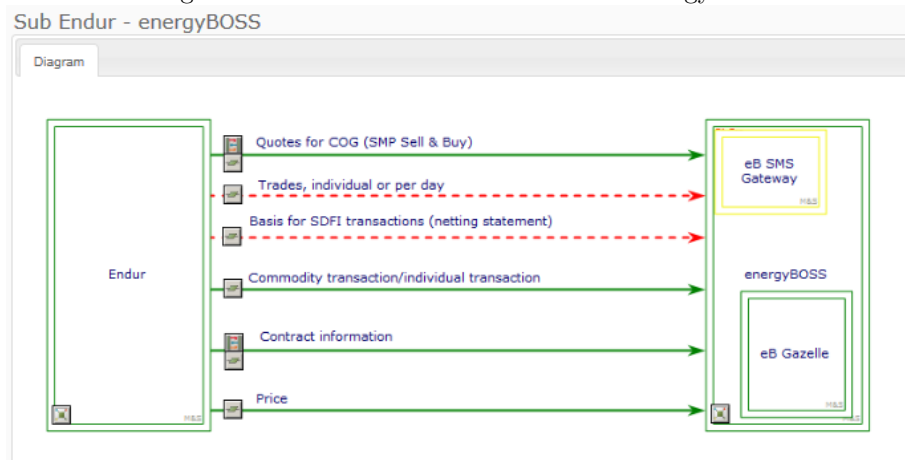 Sub Endur - energyBOSS
Diagram
Quotes for COG (SMP Sell & Buy)
Trades, individual or per day
Basis for SDFI transactions (netting statement)
Commodity transaction/individual transaction
Contract information
Price
Endur
M&S
eB SMS
Gateway
M&S
energyBOSS
eB Gazelle
M&S
M&S